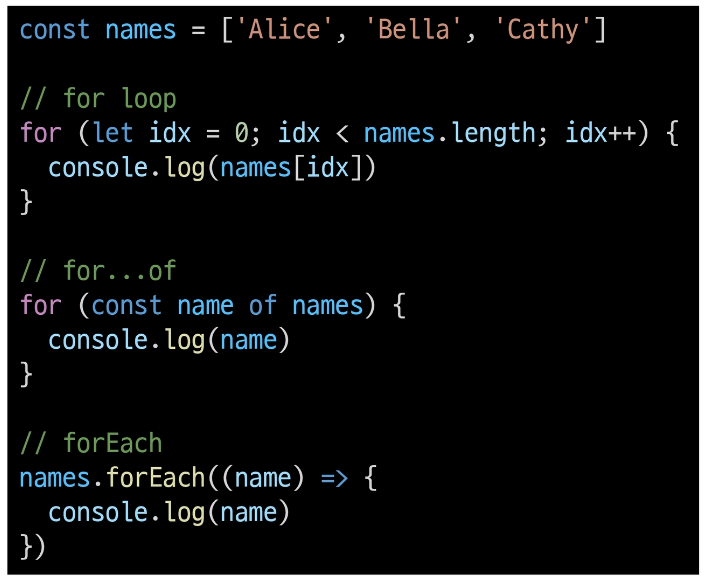 const names = ['Alice', 'Bella', 'Cathy']
// for loop
for (let idx = 0; idx < names.length; idx++) {
  console.log(names[idx])
}
// for...of
for (const name of names) {
  console.log(name)
}
// forEach
names.forEach((name) => {
  console.log(name)
})